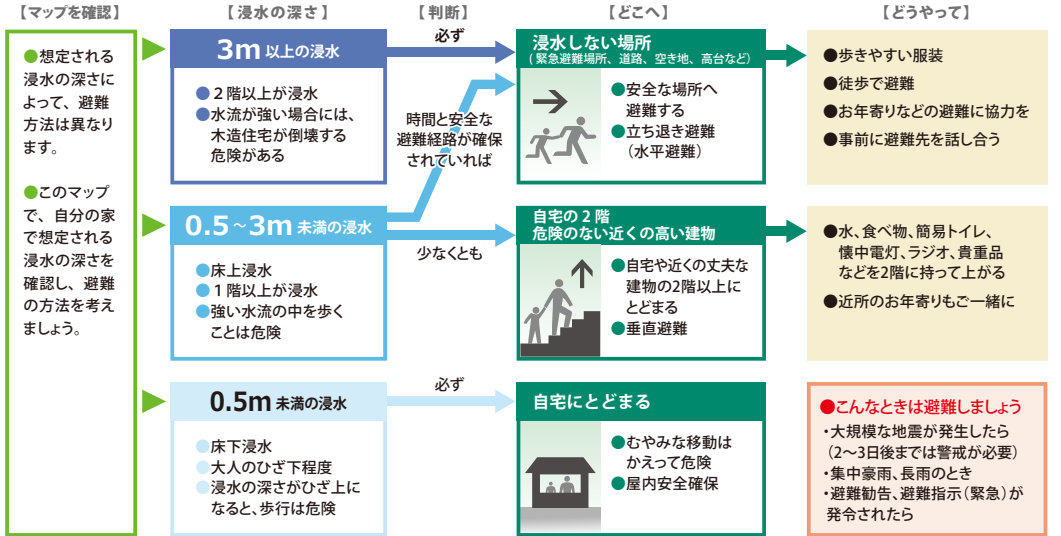 【マップを確認】
【浸水の深さ】
【判断】
【どこへ】
【どうやって】
●想定される
浸水の深さに
よって、避難
方法は異なり
ます。
●このマップ
で、自分の家
で想定される
浸水の深さを
確認し、避難
の方法を考え
ましょう。
3m以上の浸水
●2階以上が浸水
●水流が強い場合には、
木造住宅が倒壊する
危険がある
必ず
時間と安全な
避難経路が確保
されていれば
浸水しない場所
(緊急避難場所、道路、空き地、高台など)
●安全な場所へ
避難する
●立ち退き避難
(水平避難)
●歩きやすい服装
●徒歩で避難
●お年寄りなどの避難に協力を
●事前に避難先を話し合う
0.5~3m未満の浸水
●床上浸水
●1階以上が浸水
●強い水流の中を歩く
ことは危険
少なくとも
自宅の2階
危険のない近くの高い建物
●自宅や近くの丈夫な
建物の2階以上に
とどまる
●垂直避難
●水、食べ物、簡易トイレ、
懐中電灯、ラジオ、貴重品
などを2階に持って上がる
●近所のお年寄りもご一緒に
0.5m未満の浸水
●床下浸水
●大人のひざ下程度
●浸水の深さがひざ上に
なると、歩行は危険
必ず
自宅にとどまる
●むやみな移動は
かえって危険
●屋内安全確保
●こんなときは避難しましょう
・大規模な地震が発生したら
(2~3日後までは警戒が必要)
・集中豪雨、長雨のとき
・避難勧告、避難指示(緊急)が
発令されたら